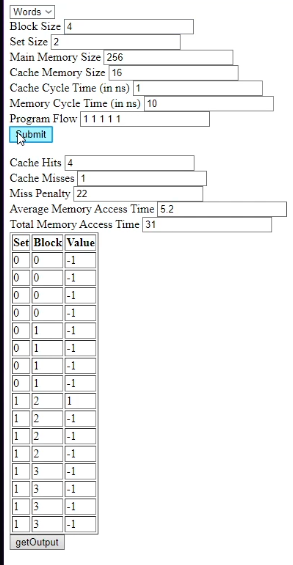 Words
Block Size 4
Set Size 2
Main Memory Size 256
Cache Memory Size 16
Cache Cycle Time (in ns) 1
Memory Cycle Time (in ns) 10
Program Flow 1 1 1 1 1
Submit
Cache Hits 4
Cache Misses 1
Miss Penalty 22
Average Memory Access Time 5.2
Total Memory Access Time 31
Set Block Value
0 0 -1
0 0 -1
0 0 -1
0 0 -1
0 1 -1
0 1 -1
0 1 -1
0 1 -1
1 2 1
1 2 -1
1 2 -1
1 2 -1
1 3 -1
1 3 -1
1 3 -1
1 3 -1
getOutput